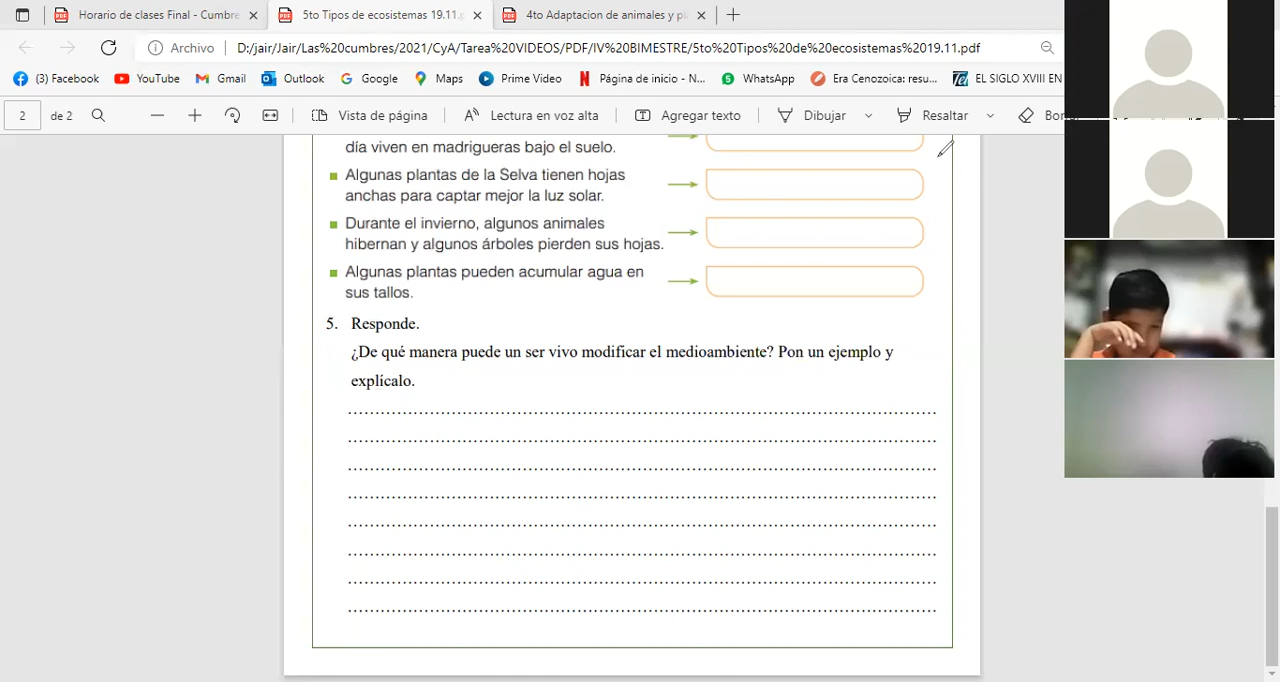 Horario de clases Final - Cumbre
5to Tipos de ecosistemas 19.11.
4to Adaptacion de animales y pl
Archivo
D:/jair/Jair/Las%20cumbres/2021/CyA/Tarea%20VIDEOS/PDF/IV%20BIMESTRE/5to%20Tipos%20de%20ecosistemas%2019.11.pdf
(3) Facebook
YouTube
Gmail
Outlook
Google
Maps
Prime Video
Página de inicio - N...
WhatsApp
Era Cenozoica: resu...
EL SIGLO XVIII EN
2 de 2
Vista de página
Lectura en voz alta
Agregar texto
Dibujar
Resaltar
día viven en madrigueras bajo el suelo.
Algunas plantas de la Selva tienen hojas
anchas para captar mejor la luz solar.
Durante el invierno, algunos animales
hibernan y algunos árboles pierden sus hojas.
Algunas plantas pueden acumular agua en
sus tallos.
5. Responde.
¿De qué manera puede un ser vivo modificar el medioambiente? Pon un ejemplo y
explícalo.